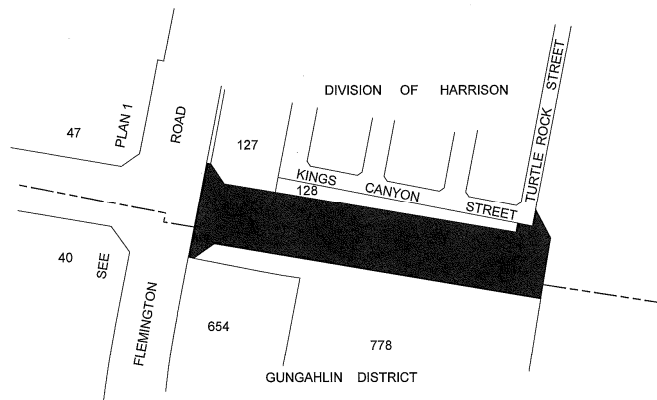 DIVISION OF HARRISON
TURTLE ROCK STREET
47
PLAN 1
ROAD
127
KINGS CANYON STREET
128
40
SEE
FLEMINGTON
654
778
GUNGAHLIN DISTRICT